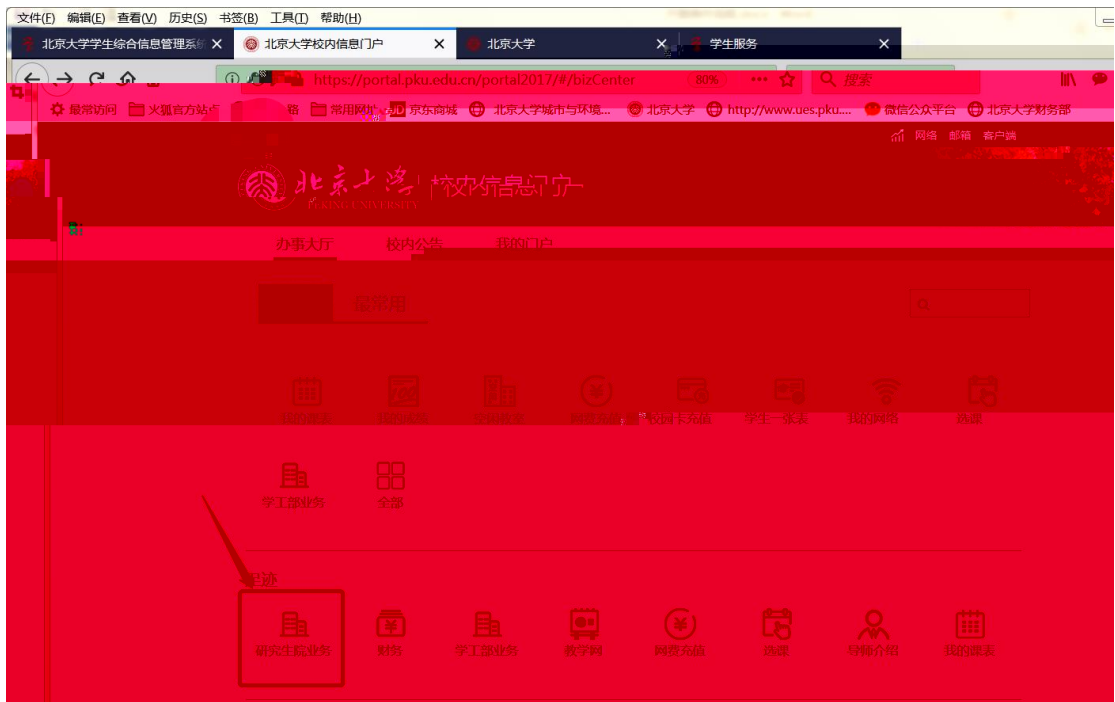 文件(F) 编辑(E) 查看(V) 历史(S) 书签(B) 工具(T) 帮助(H)
北京大学学生综合信息管理系统 北京大学校内信息门户 北京大学 学生服务
https://portal.pku.edu.cn/portal2017/#/bizCenter 80% 搜索
最常访问 火狐官方站点 常用网址 JD 京东商城 北京大学城市与环境... 北京大学 http://www.ues.pku.... 微信公众平台 北京大学财务部
网络 邮箱 客户端
北京大学 校内信息门户
PEKING UNIVERSITY
办事大厅 校内公告 我的门户
最常用
我的课表 网费充值 校园卡充值 学生一张表 我的网络 选课
学工部业务 全部
足迹
研究生院业务 财务 学工部业务 教学网 网费充值 选课 导师介绍 我的课表